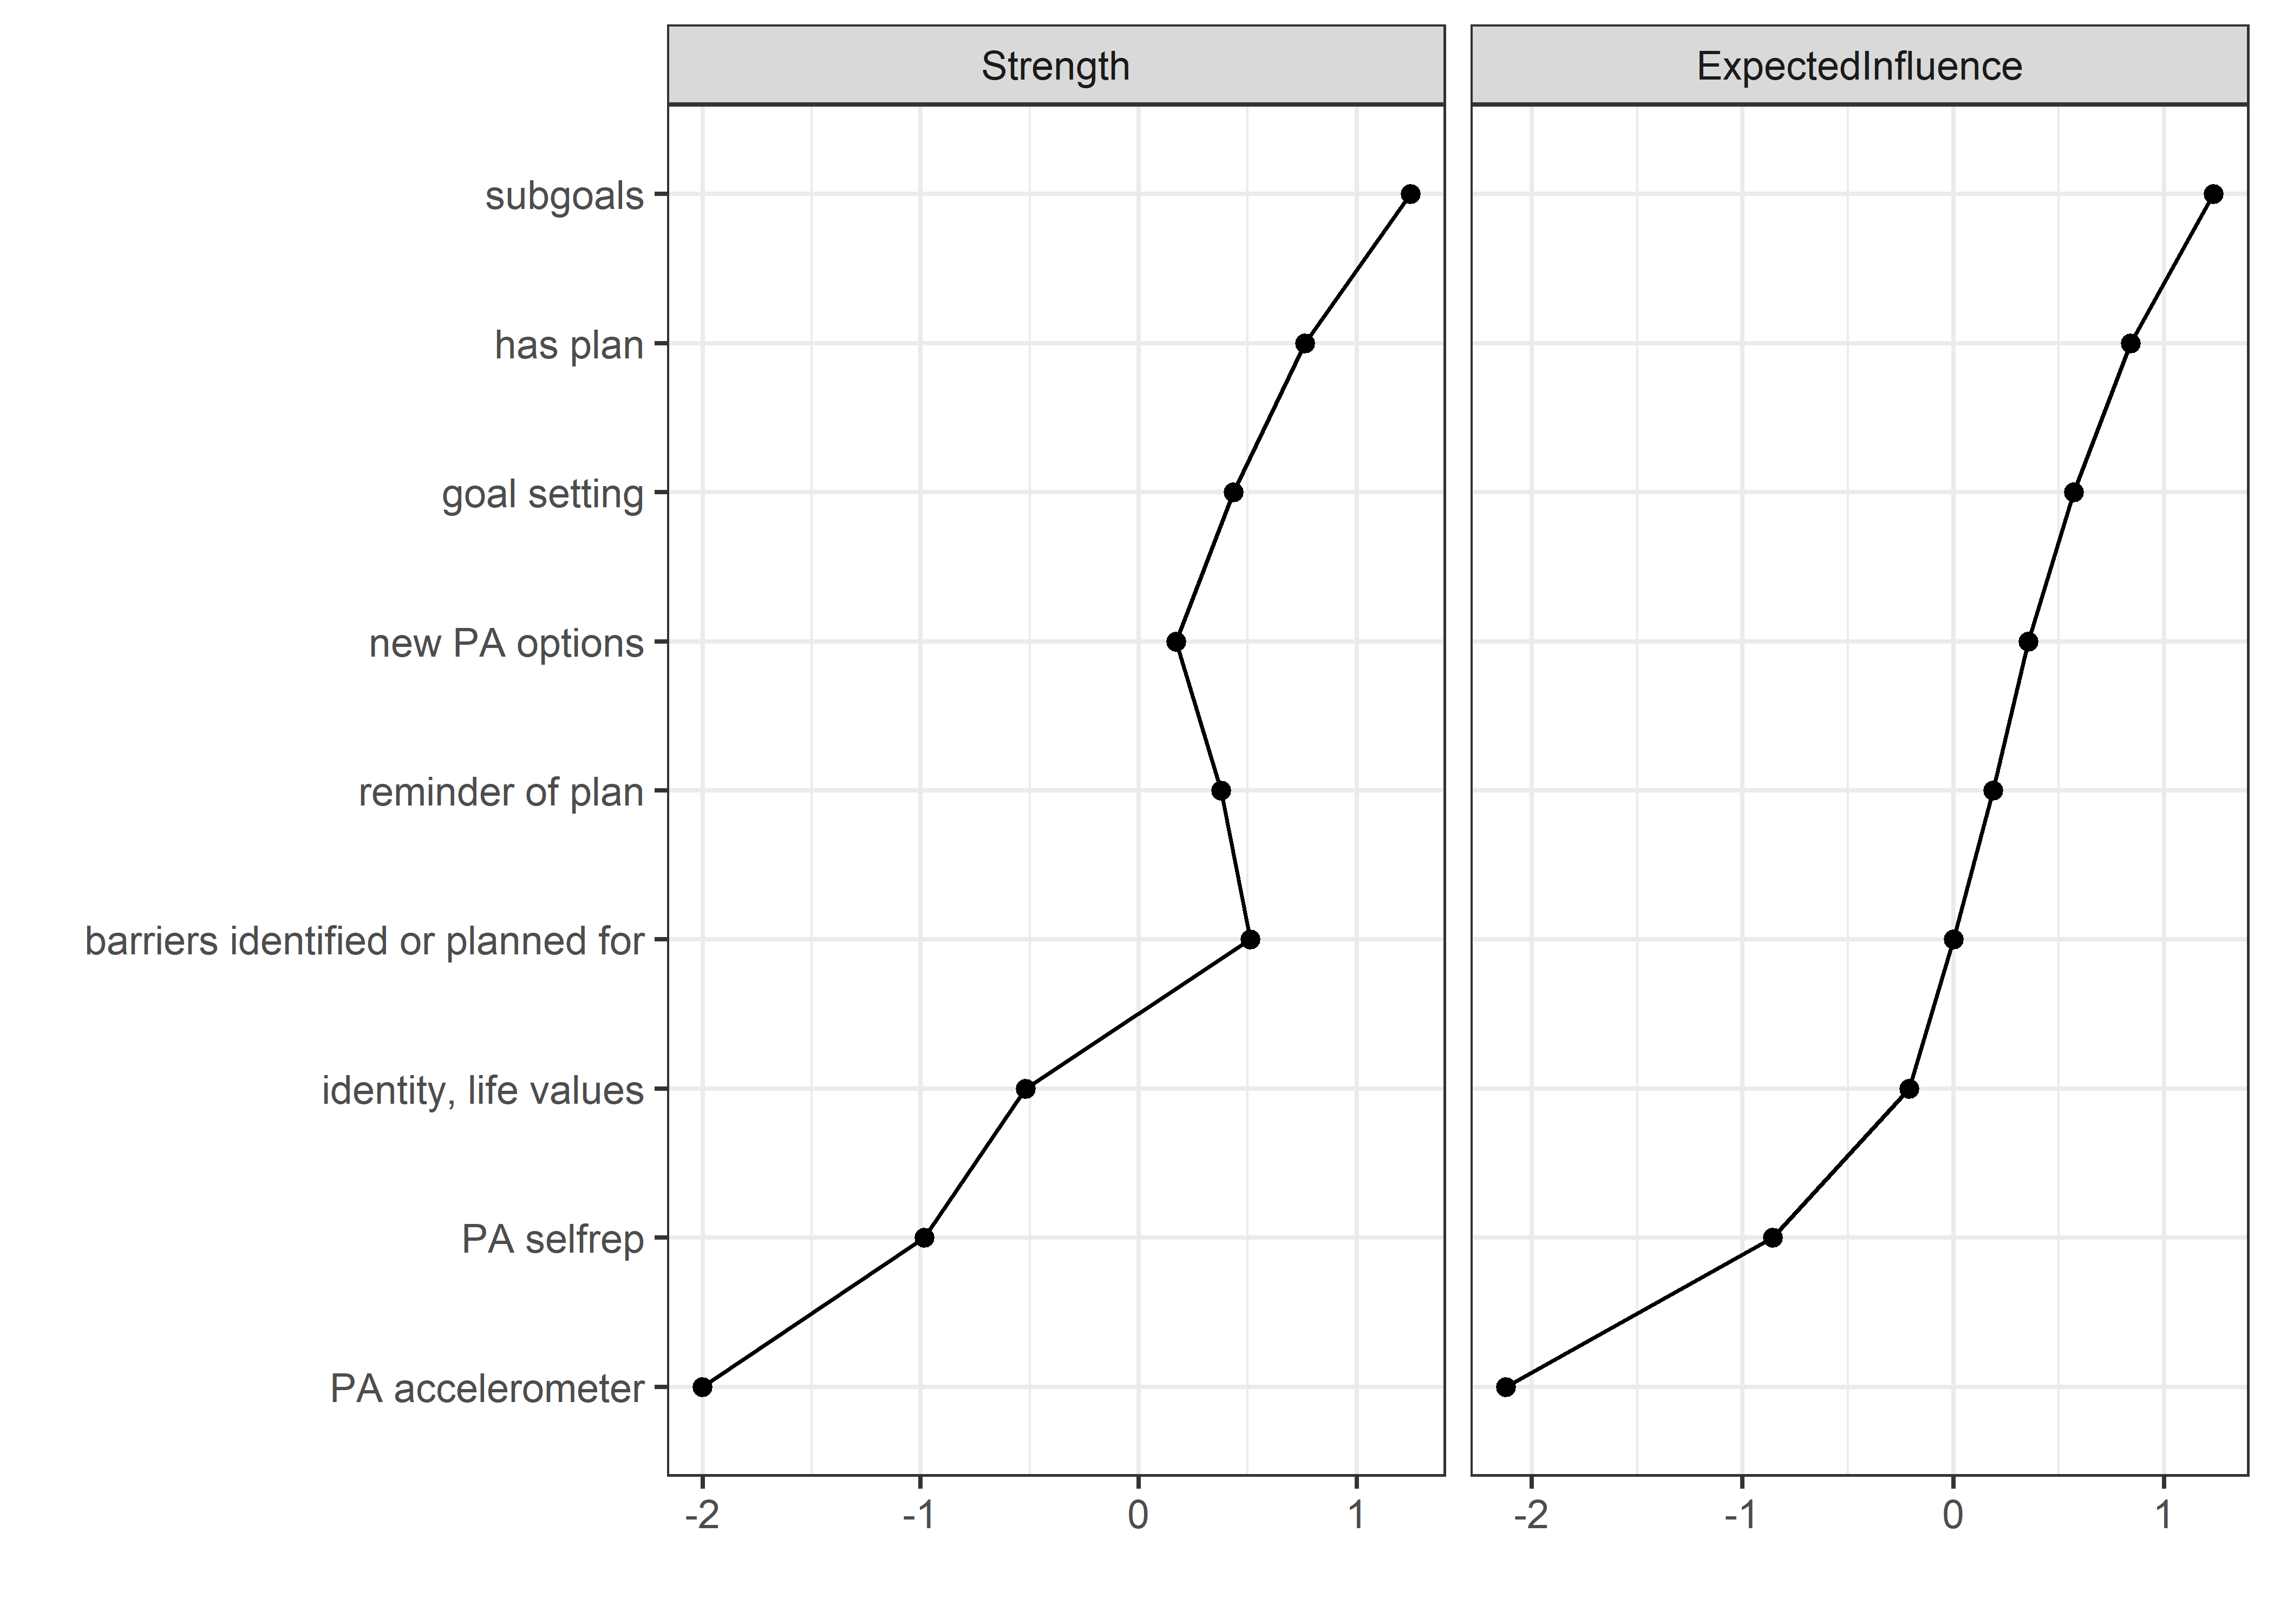 Strength
ExpectedInfluence
subgoals
has plan
goal setting
new PA options
reminder of plan
barriers identified or planned for
identity, life values
PA selfrep
PA accelerometer
-2 -1 0 1
-2 -1 0 1